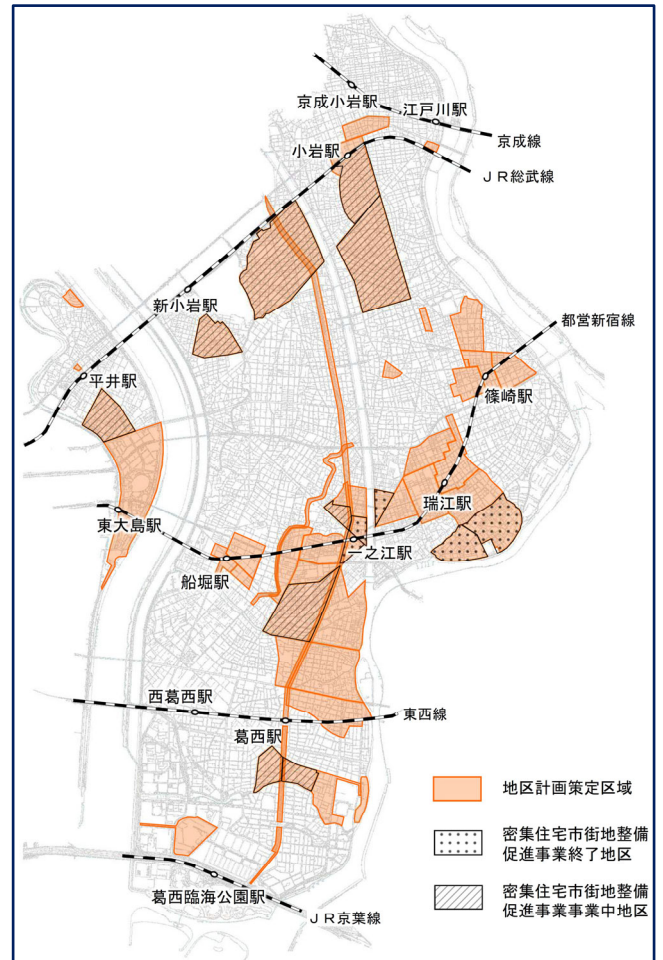 京成小岩駅
江戸川駅
京成線
小岩駅
JR総武線
新小岩駅
都営新宿線
平井駅
篠崎駅
瑞江駅
東大島駅
一之江駅
船堀駅
西葛西駅
東西線
葛西駅
地区計画策定区域
密集住宅市街地整備
促進事業終了地区
密集住宅市街地整備
促進事業事業中地区
葛西臨海公園駅
JR京葉線